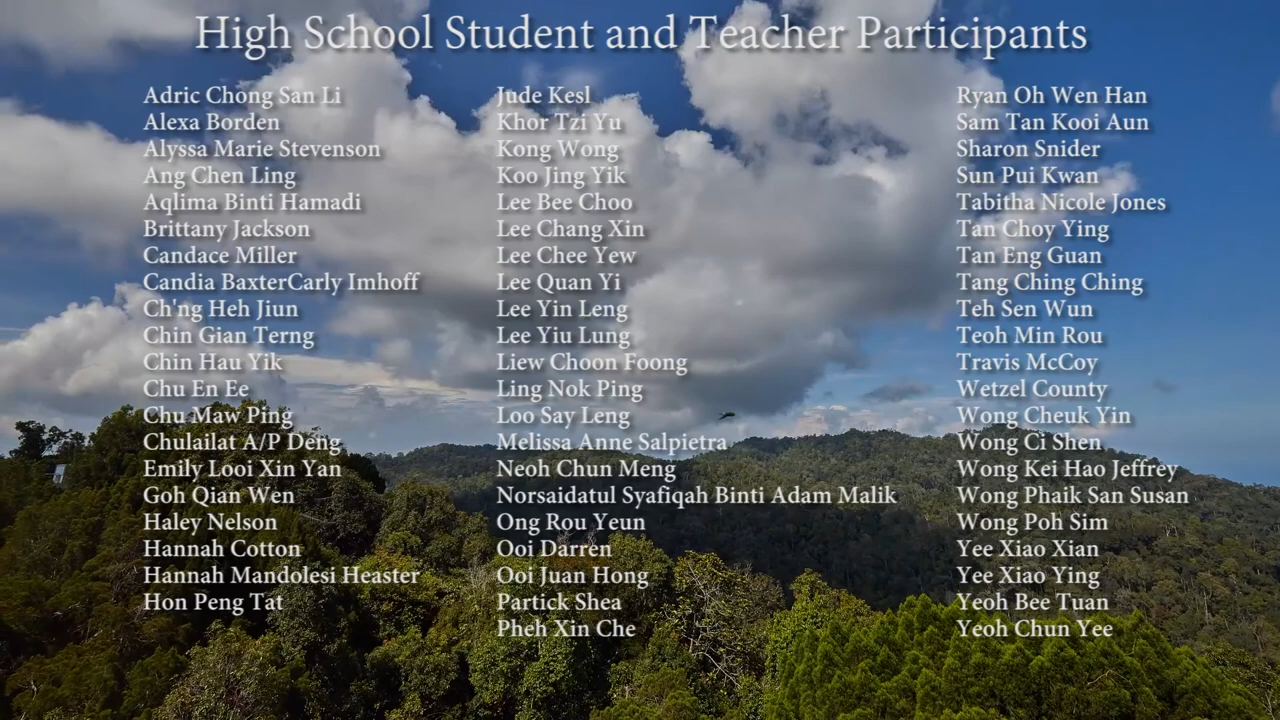 High School Student and Teacher Participants
Adric Chong San Li
Alexa Borden
Alyssa Marie Stevenson
Ang Chen Ling
Aqlima Binti Hamadi
Brittany Jackson
Candace Miller
Candia BaxterCarly Imhoff
Ch'ng Heh Jiun
Chin Gian Terng
Chin Hau Yik
Chu En Ee
Chu Maw Ping
Chulailat A/P Deng
Emily Looi Xin Yan
Goh Qian Wen
Haley Nelson
Hannah Cotton
Hannah Mandolesi Heaster
Hon Peng Tat
Jude Kesl
Khor Tzi Yu
Kong Wong
Koo Jing Yik
Lee Bee Choo
Lee Chang Xin
Lee Chee Yew
Lee Quan Yi
Lee Yin Leng
Lee Yiu Lung
Liew Choon Foong
Ling Nok Ping
Loo Say Leng
Melissa Anne Salpietra
Neoh Chun Meng
Norsaidatul Syafiqah Binti Adam Malik
Ong Rou Yeun
Ooi Darren
Ooi Juan Hong
Partick Shea
Pheh Xin Che
Ryan Oh Wen Han
Sam Tan Kooi Aun
Sharon Snider
Sun Pui Kwan
Tabitha Nicole Jones
Tan Choy Ying
Tan Eng Guan
Tang Ching Ching
Teh Sen Wun
Teoh Min Rou
Travis McCoy
Wetzel County
Wong Cheuk Yin
Wong Ci Shen
Wong Kei Hao Jeffrey
Wong Phaik San Susan
Wong Poh Sim
Yee Xiao Xian
Yee Xiao Ying
Yeoh Bee Tuan
Yeoh Chun Yee